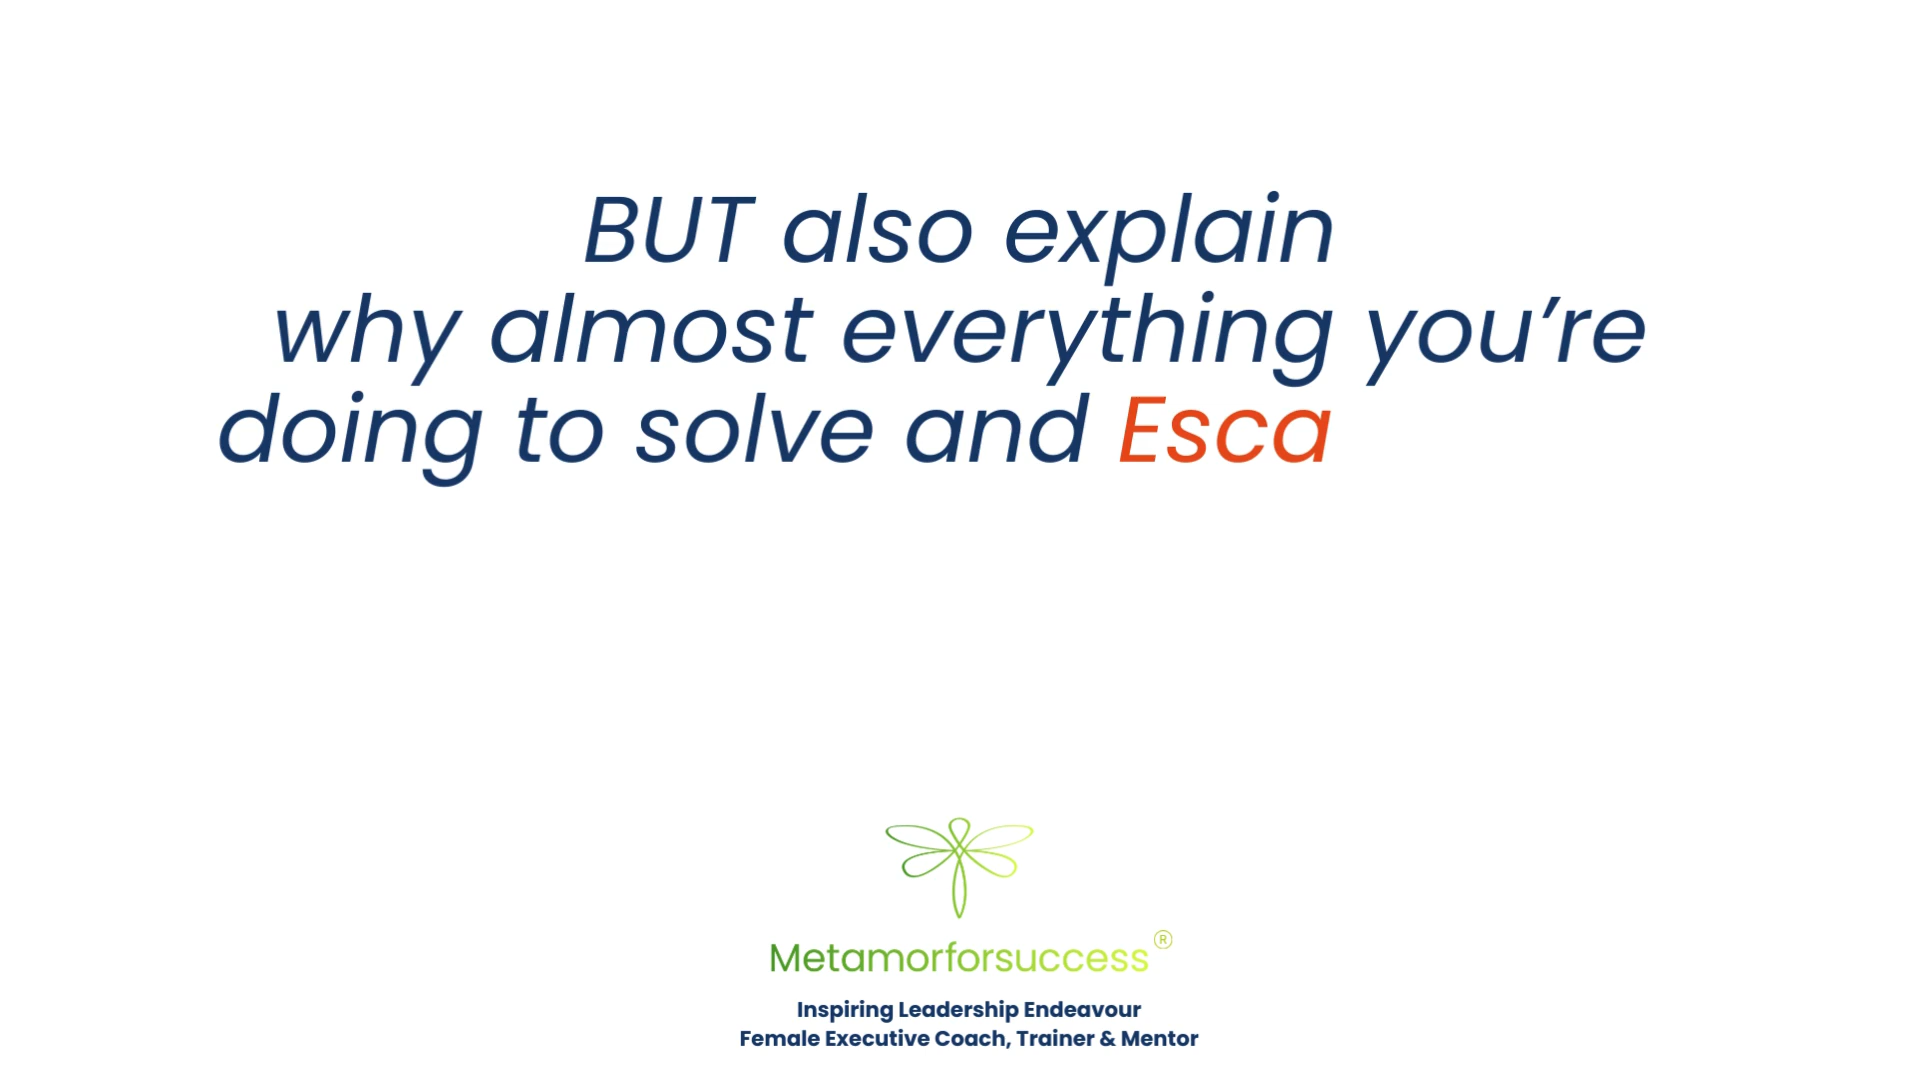 BUT also explain
why almost everything you’re
doing to solve and Esca
Metamorforsuccess®
Inspiring Leadership Endeavour
Female Executive Coach, Trainer & Mentor